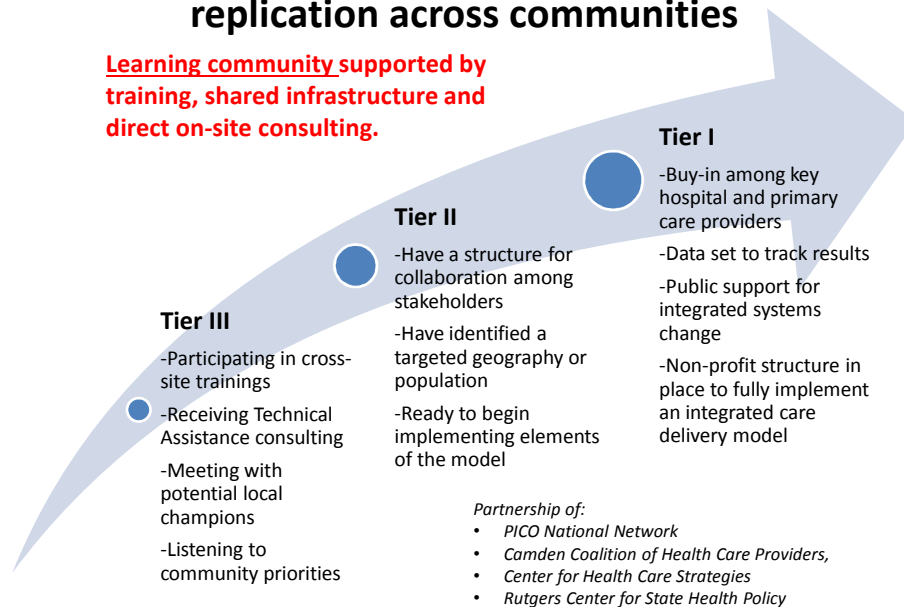 replication across communities
Learning community supported by
training, shared infrastructure and
direct on-site consulting.
Tier I
-Buy-in among key
hospital and primary
care providers
-Data set to track results
-Public support for
integrated systems
change
-Non-profit structure in
place to fully implement
an integrated care
delivery model
Tier II
-Have a structure for
collaboration among
stakeholders
-Have identified a
targeted geography or
population
-Ready to begin
implementing elements
of the model
Tier III
-Participating in cross-
site trainings
-Receiving Technical
Assistance consulting
-Meeting with
potential local
champions
-Listening to
community priorities
Partnership of:
• PICO National Network
• Camden Coalition of Health Care Providers,
• Center for Health Care Strategies
• Rutgers Center for State Health Policy